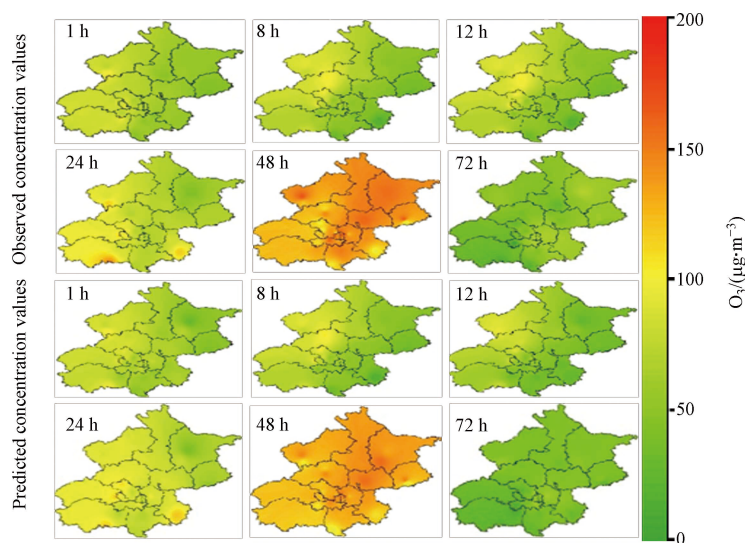 Observed concentration values
1 h
8 h
12 h
24 h
48 h
72 h
Predicted concentration values
1 h
8 h
12 h
24 h
48 h
72 h
200
150
100
50
0
O₃/(μg·m⁻³)